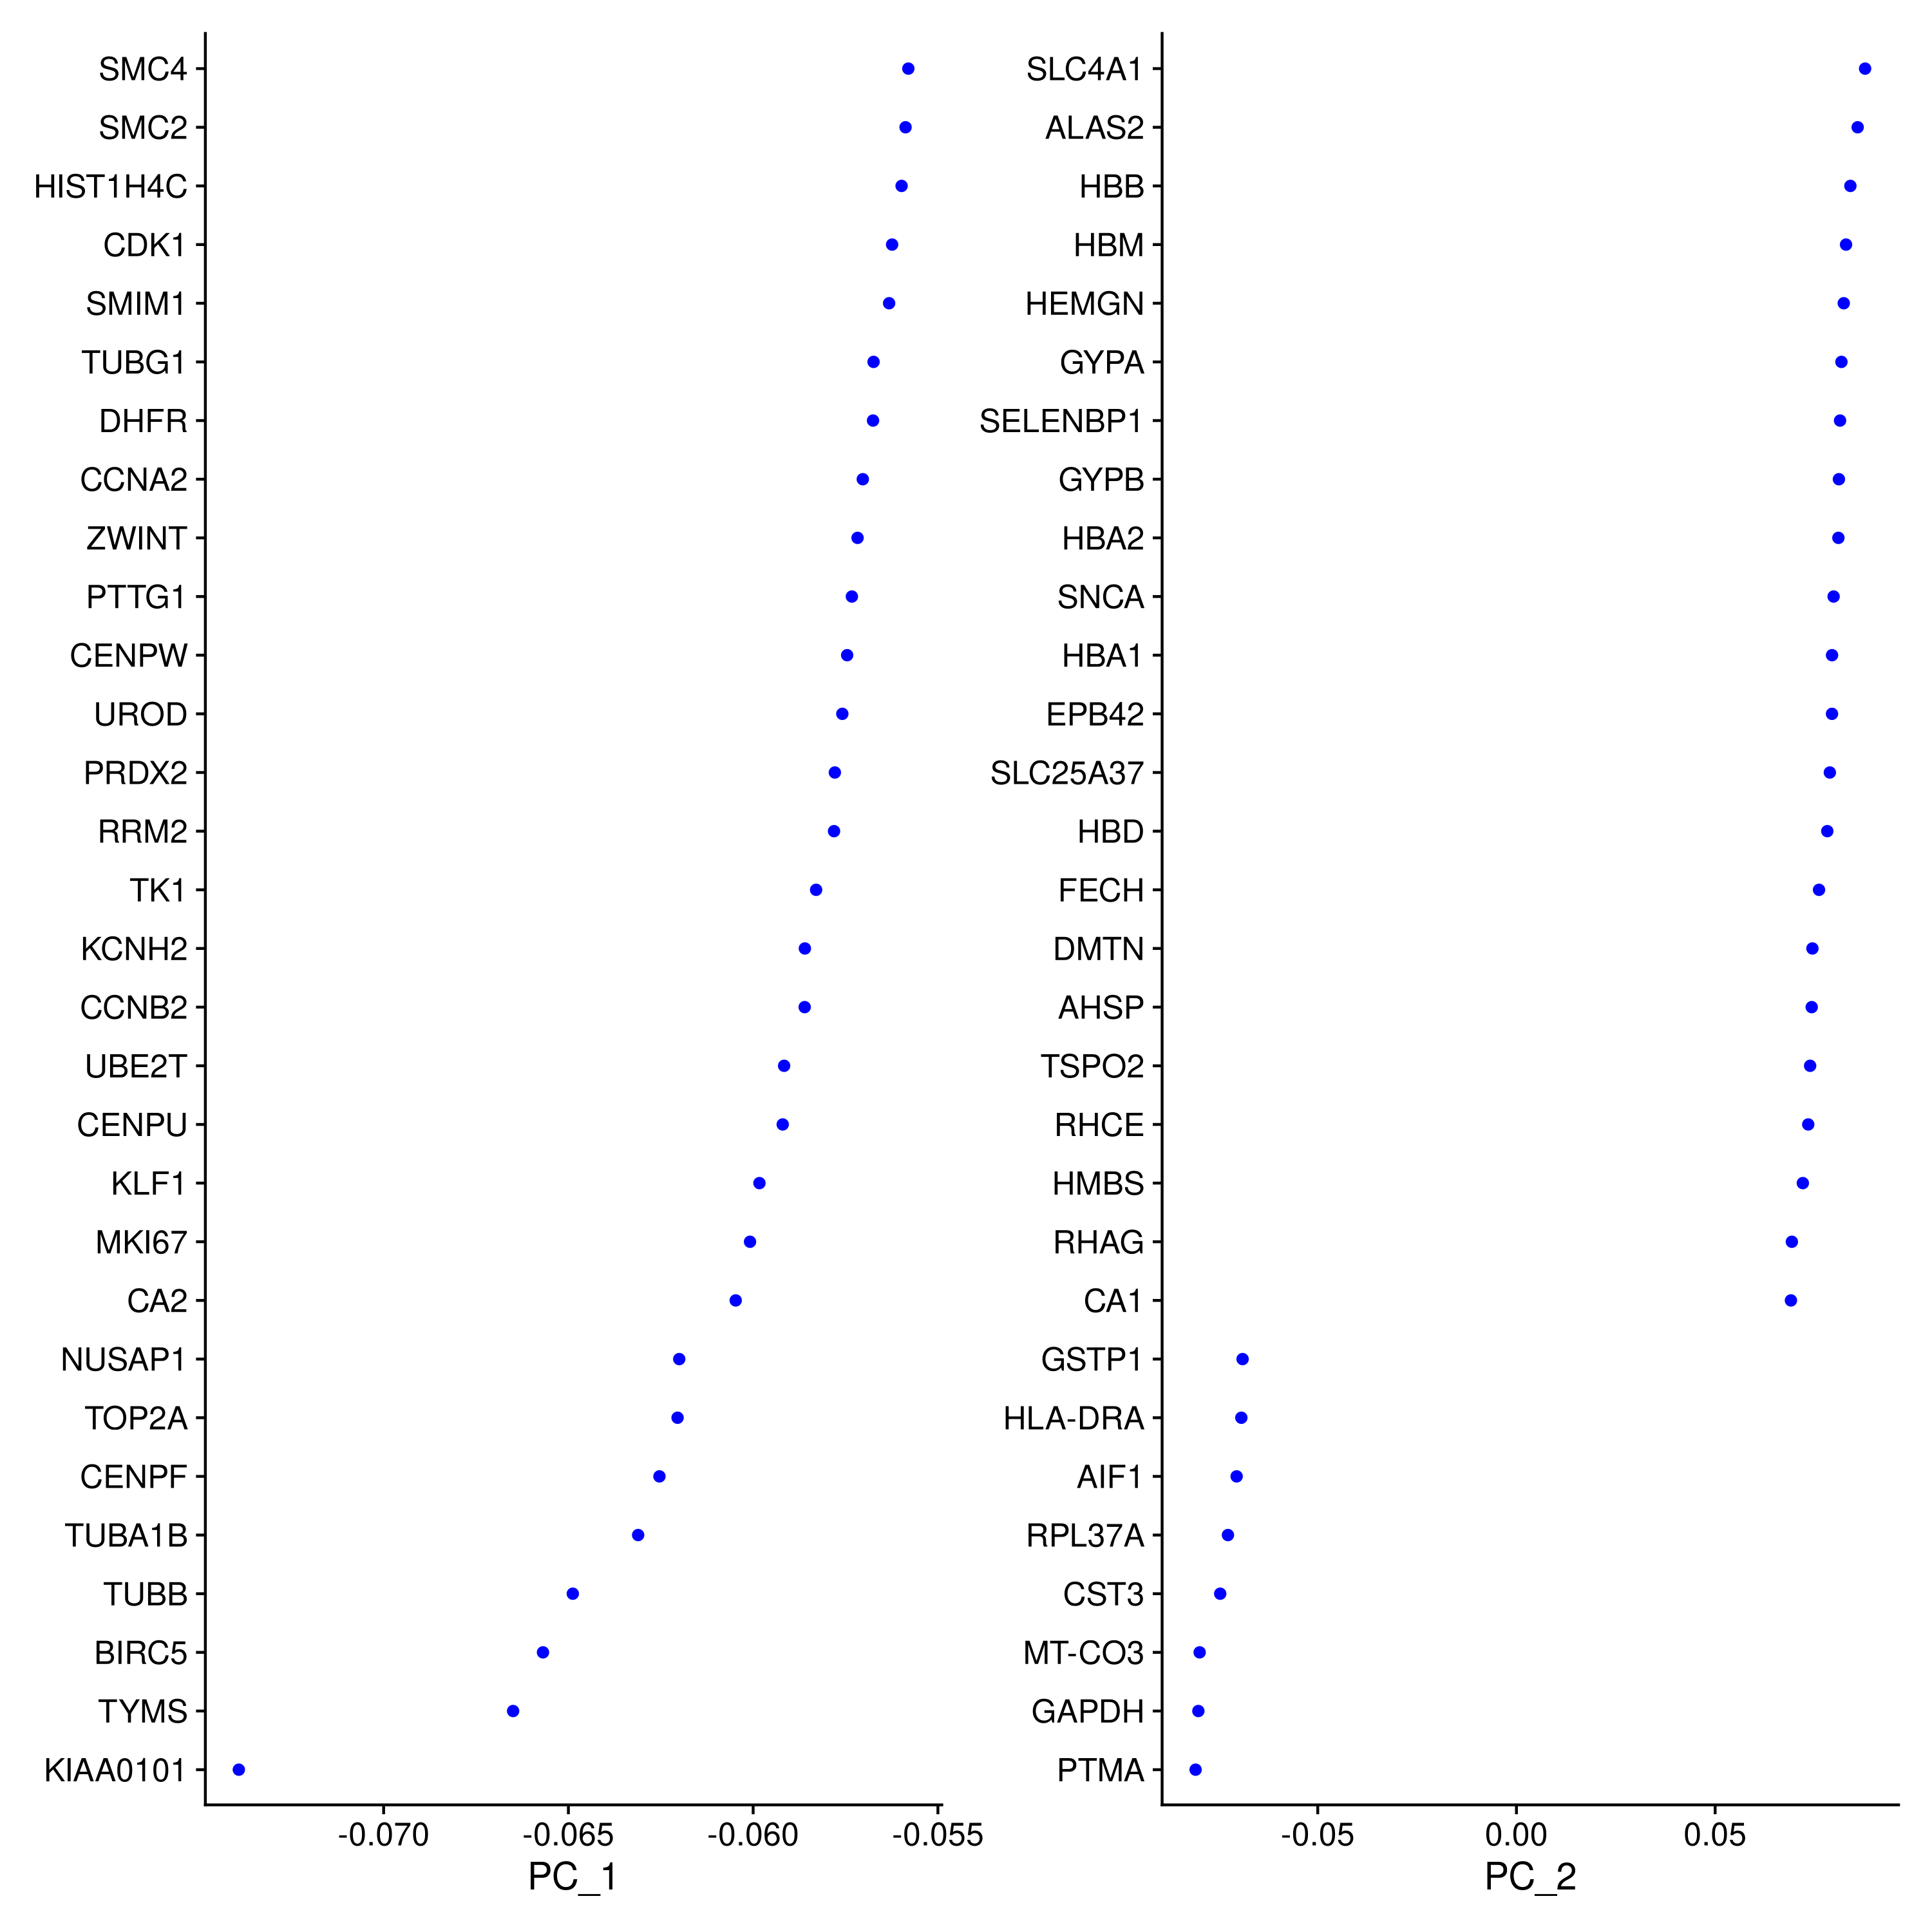 SMC4
SMC2
HIST1H4C
CDK1
SMIM1
TUBG1
DHFR
CCNA2
ZWINT
PTTG1
CENPW
UROD
PRDX2
RRM2
TK1
KCNH2
CCNB2
UBE2T
CENPU
KLF1
MKI67
CA2
NUSAP1
TOP2A
CENPF
TUBA1B
TUBB
BIRC5
TYMS
KIAA0101
-0.070 -0.065 -0.060 -0.055
PC_1
SLC4A1
ALAS2
HBB
HBM
HEMGN
GYPA
SELENBP1
GYPB
HBA2
SNCA
HBA1
EPB42
SLC25A37
HBD
FECH
DMTN
AHSP
TSPO2
RHCE
HMBS
RHAG
CA1
GSTP1
HLA-DRA
AIF1
RPL37A
CST3
MT-CO3
GAPDH
PTMA
-0.05 0.00 0.05
PC_2